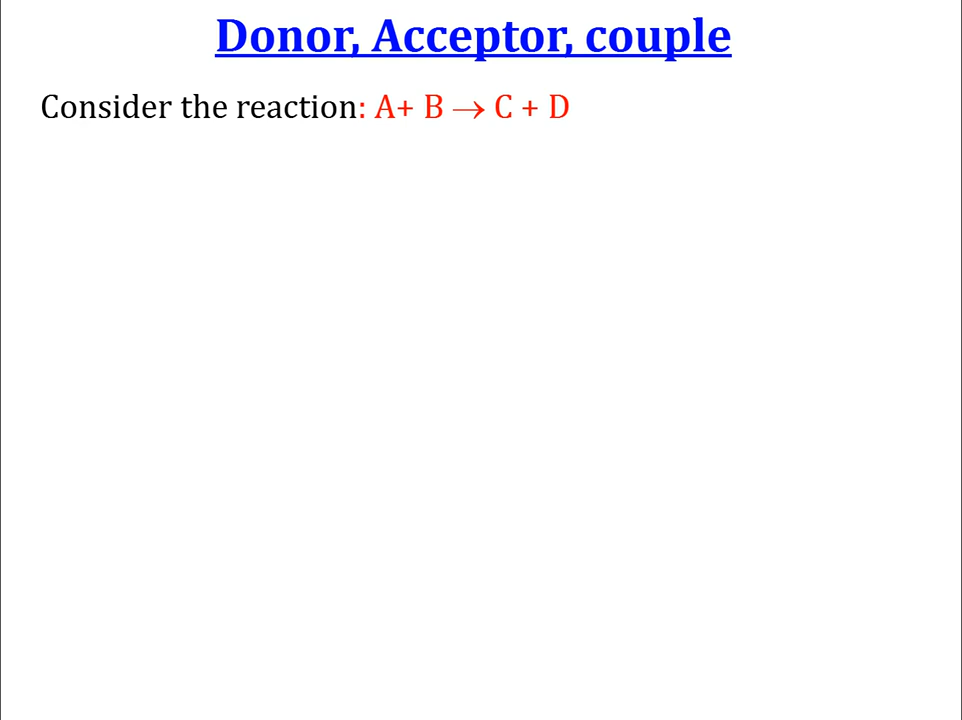 Donor, Acceptor, couple
Consider the reaction: A+ B → C + D